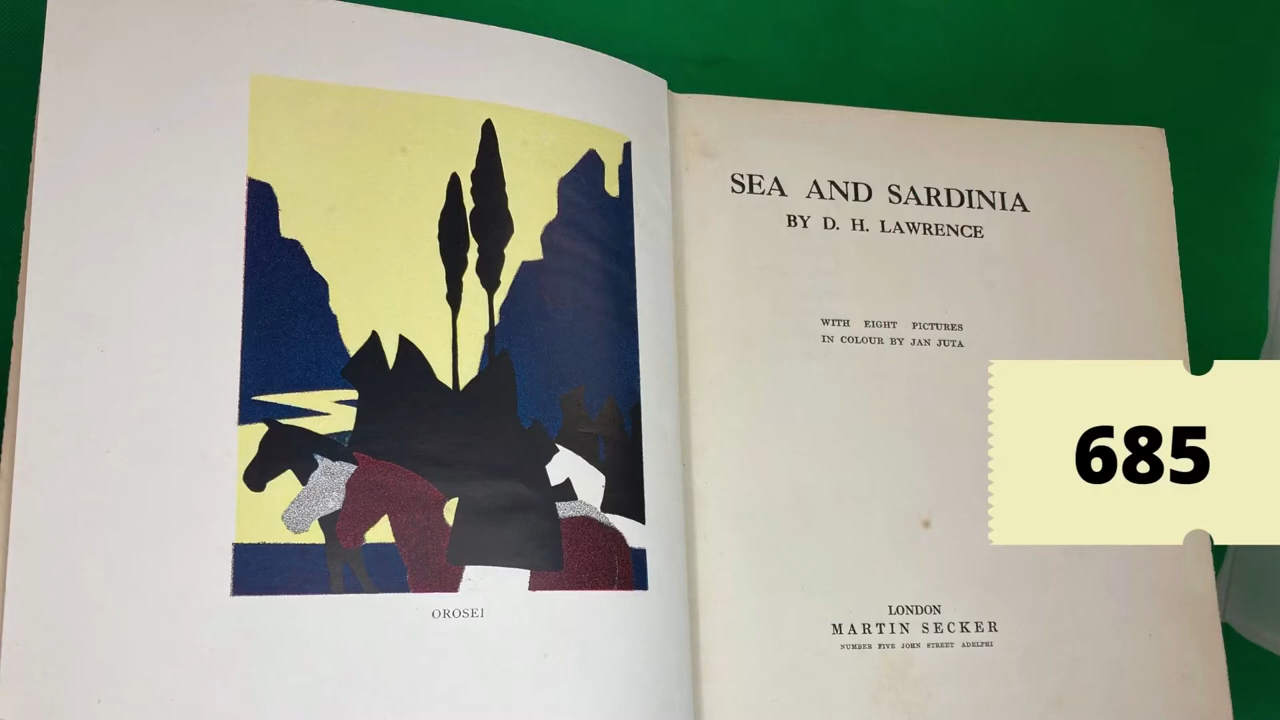 OROSEI
SEA AND SARDINIA
BY D. H. LAWRENCE
WITH EIGHT PICTURES
IN COLOUR BY JAN JUTA
685
LONDON
MARTIN SECKER
NUMBER FIVE JOHN STREET ADELPHI